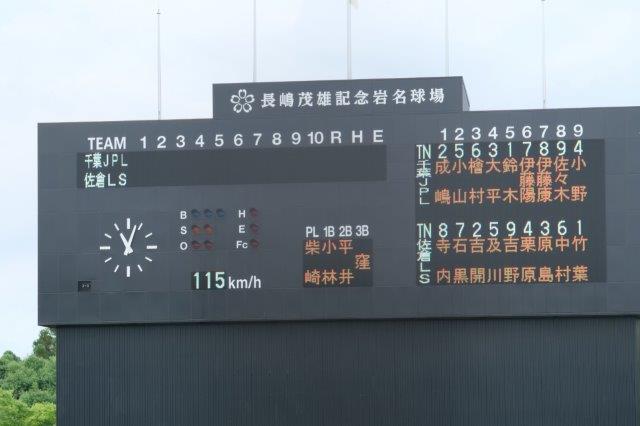 長嶋茂雄記念岩名球場
TEAM 1 2 3 4 5 6 7 8 9 10 R H E
千葉JPL
佐倉LS
B H
S E
O Fc
115km/h
PL 1B 2B 3B
柴小平
窪
崎林井
1 2 3 4 5 6 7 8 9
TN 2 5 6 3 1 7 8 9 4
千葉JPL
成小檜大鈴伊伊佐小
藤藤々
嶋山村平木陽康木野
TN 8 7 2 5 9 4 3 6 1
佐倉LS
寺石吉及吉栗原中竹
内黒開川野原島村葉